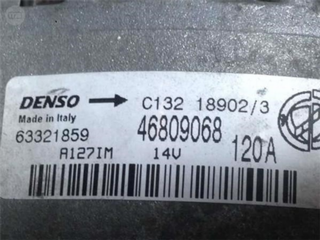 DENSO → C132 18902/3
Made in Italy
63321859 46809068
A127IM 14V 120A